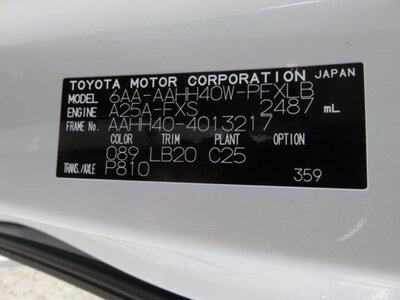 TOYOTA MOTOR CORPORATION JAPAN
MODEL 6AA-AAHH40W-PFXLB
ENGINE A25A-FXS 2487 mL
FRAME No. AAHH40-4013217
COLOR TRIM PLANT OPTION
089 LB20 C25
TRANS./AXLE P810
359